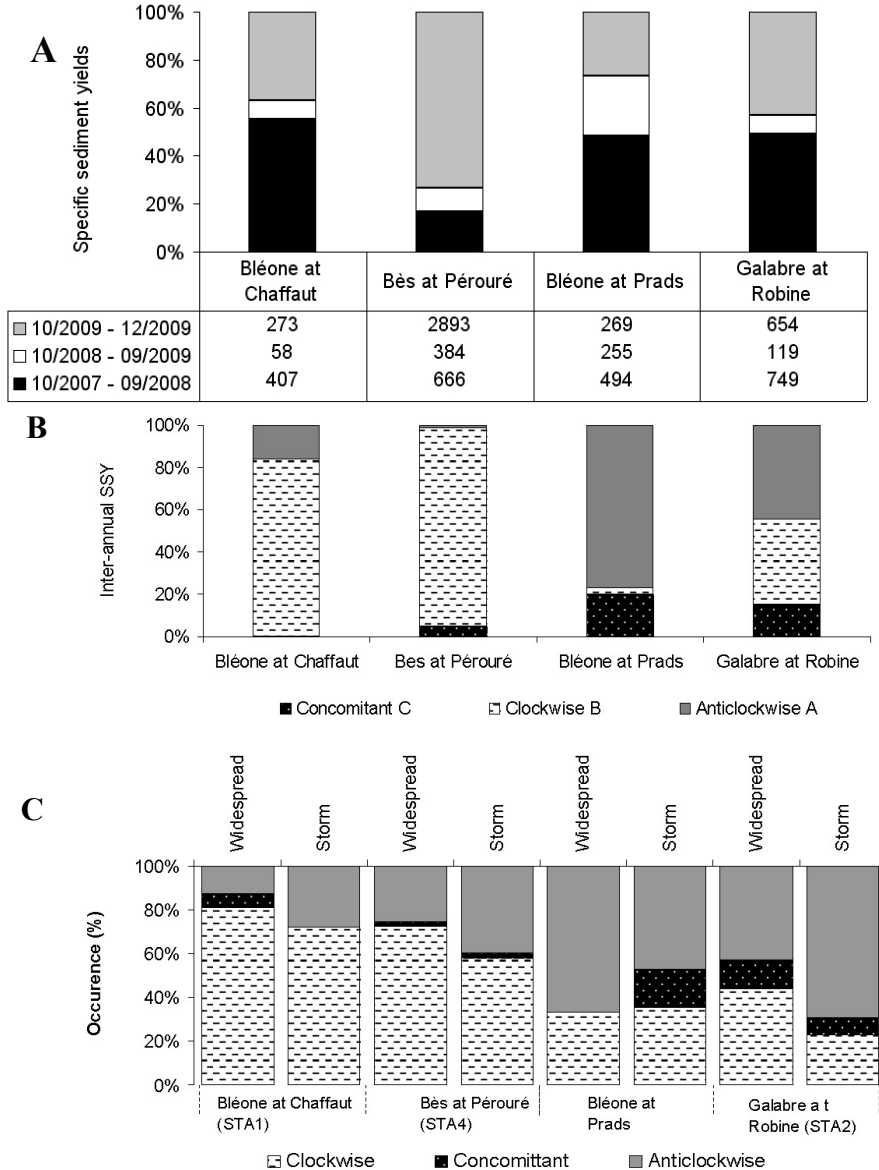 A
Specific sediment yields
100%
80%
60%
40%
20%
0%
Bléone at Chaffaut
Bès at Pérouré
Bléone at Prads
Galabre at Robine
10/2009 - 12/2009 273 2893 269 654
10/2008 - 09/2009 58 384 255 119
10/2007 - 09/2008 407 666 494 749
B
Inter-annual SSY
100%
80%
60%
40%
20%
0%
Bléone at Chaffaut Bes at Pérouré Bléone at Prads Galabre at Robine
Concomitant C Clockwise B Anticlockwise A
C
Widespread Storm Widespread Storm Widespread Storm Widespread Storm
Occurence (%)
100%
80%
60%
40%
20%
0%
Bléone at Chaffaut (STA1)
Bès at Pérouré (STA4)
Bléone at Prads
Galabre a t Robine (STA2)
Clockwise Concomittant Anticlockwise